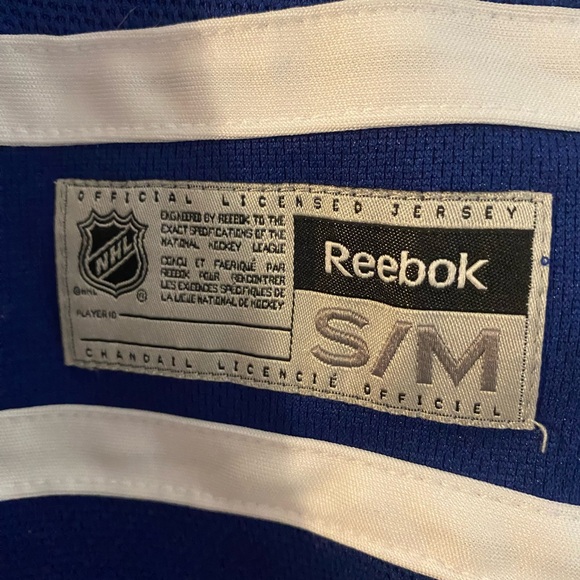 OFFICIAL LICENSED JERSEY
NHL
©NHL
®
ENGINEERED BY REEBOK TO THE
EXACT SPECIFICATIONS OF THE
NATIONAL HOCKEY LEAGUE
CONÇU ET FABRIQUÉ PAR
REEBOK POUR RENCONTRER
LES EXIGENCES SPÉCIFIQUES DE
LA LIGUE NATIONAL DE HOCKEY
PLAYER ID
Reebok
S/M
CHANDAIL LICENCIÉ OFFICIEL